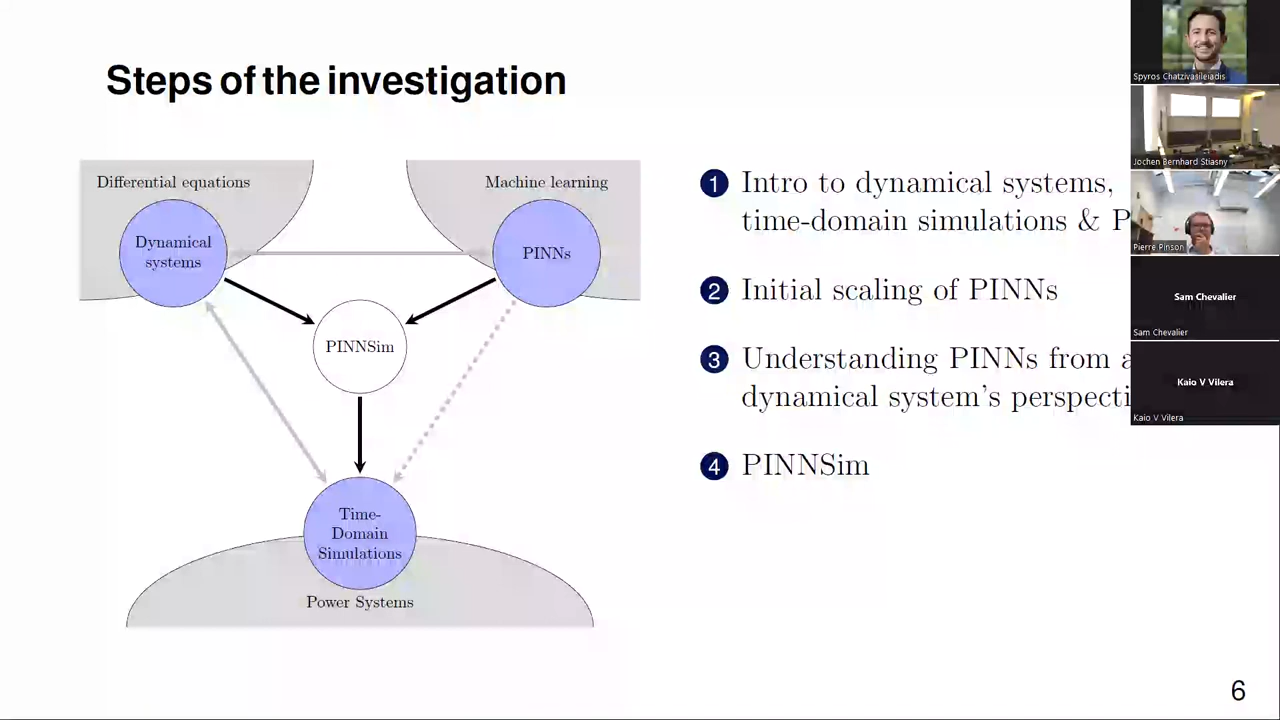 Steps of the investigation
Differential equations
Machine learning
Dynamical
systems
PINNs
PINNSim
Time-
Domain
Simulations
Power Systems
1 Intro to dynamical systems,
time-domain simulations & P
2 Initial scaling of PINNs
3 Understanding PINNs from a
dynamical system's perspecti
4 PINNSim
6
Spyros Chatzivasileiadis
Jochen Bernhard Stiasny
Pierre Pinson
Sam Chevalier
Sam Chevalier
Kaio V Vilera
Kaio V Vilera